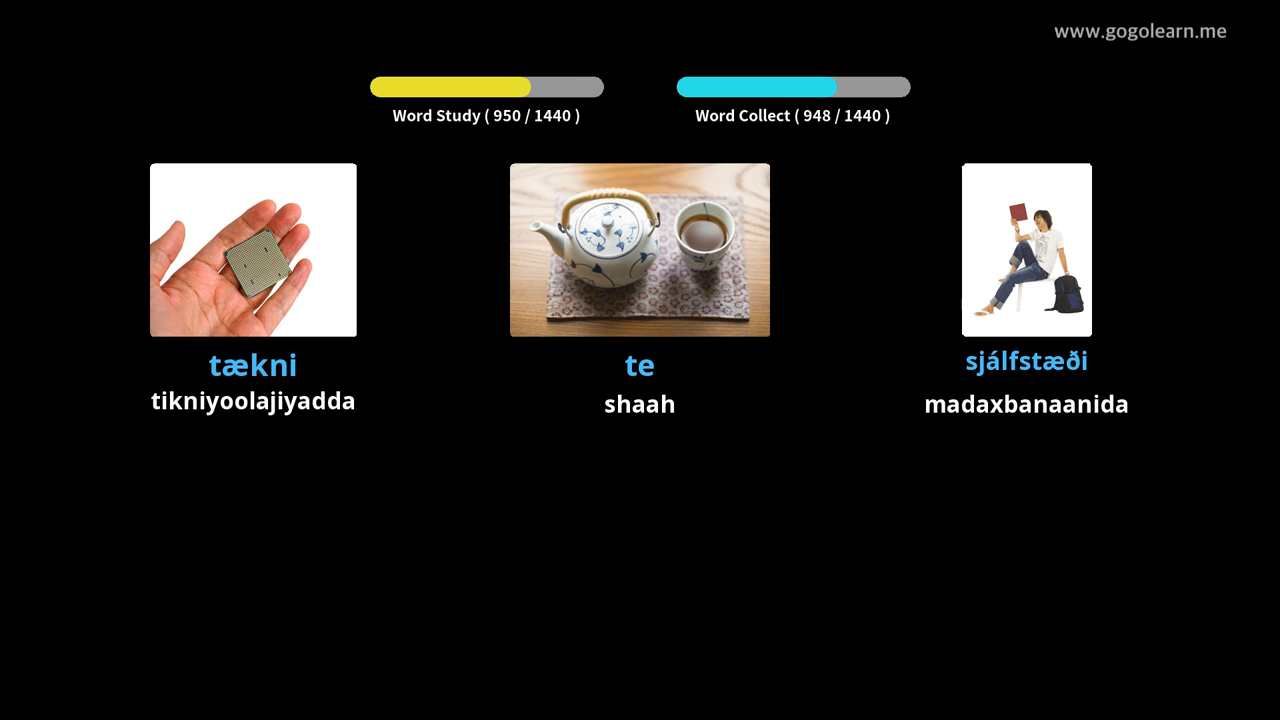 www.gogolearn.me
Word Study ( 950 / 1440 )
Word Collect ( 948 / 1440 )
tækni
tikniyoolajiyadda
te
shaah
sjálfstæði
madaxbanaanida